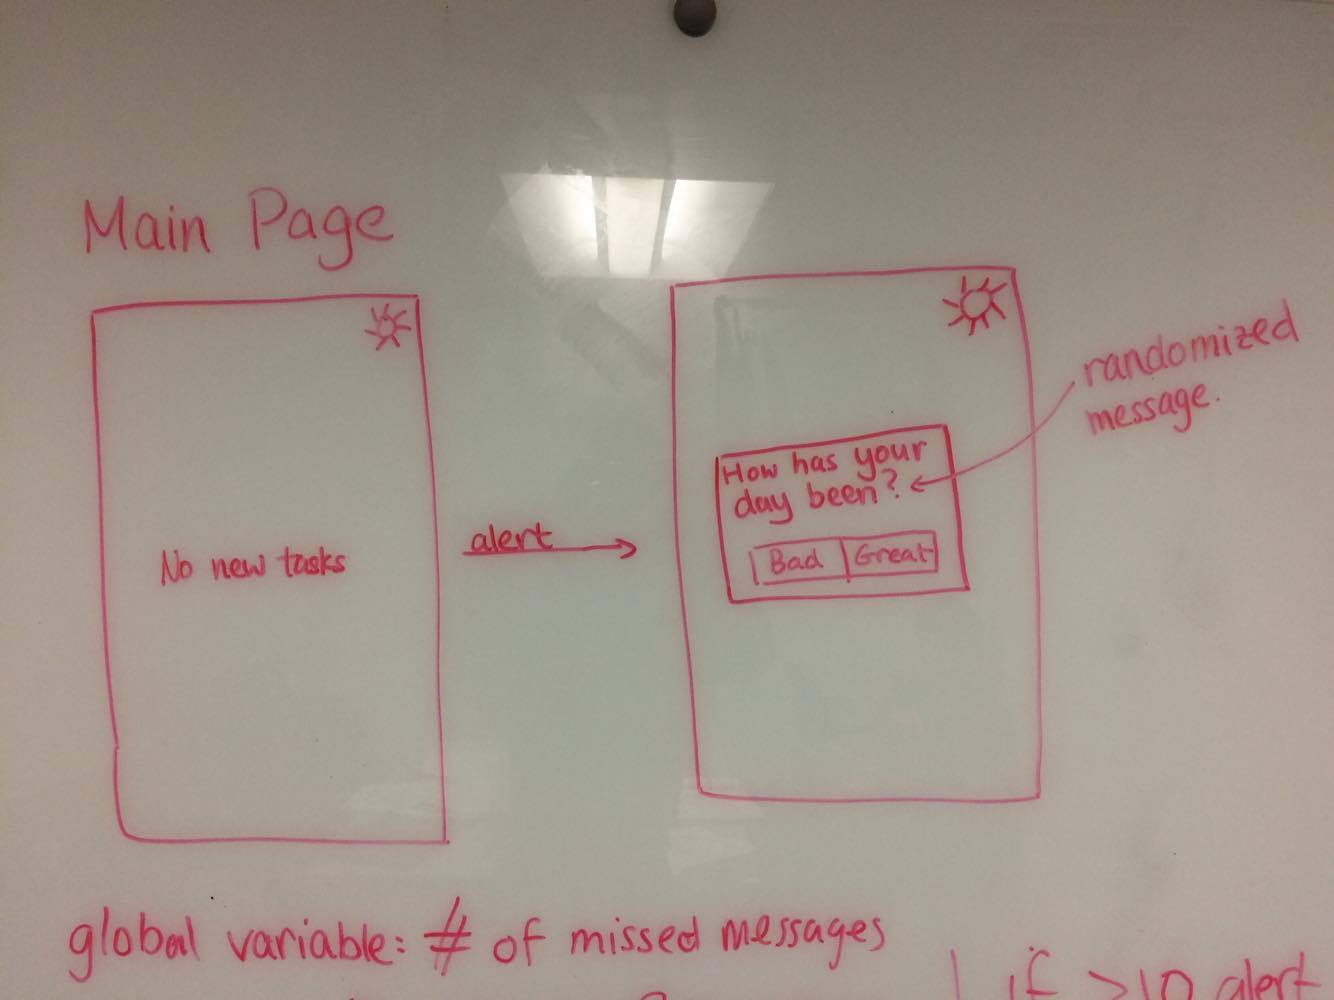 Main Page
No new tasks
alert
How has your
day been?
Bad
Great
randomized
message.
global variable: # of missed messages
if >10 alert